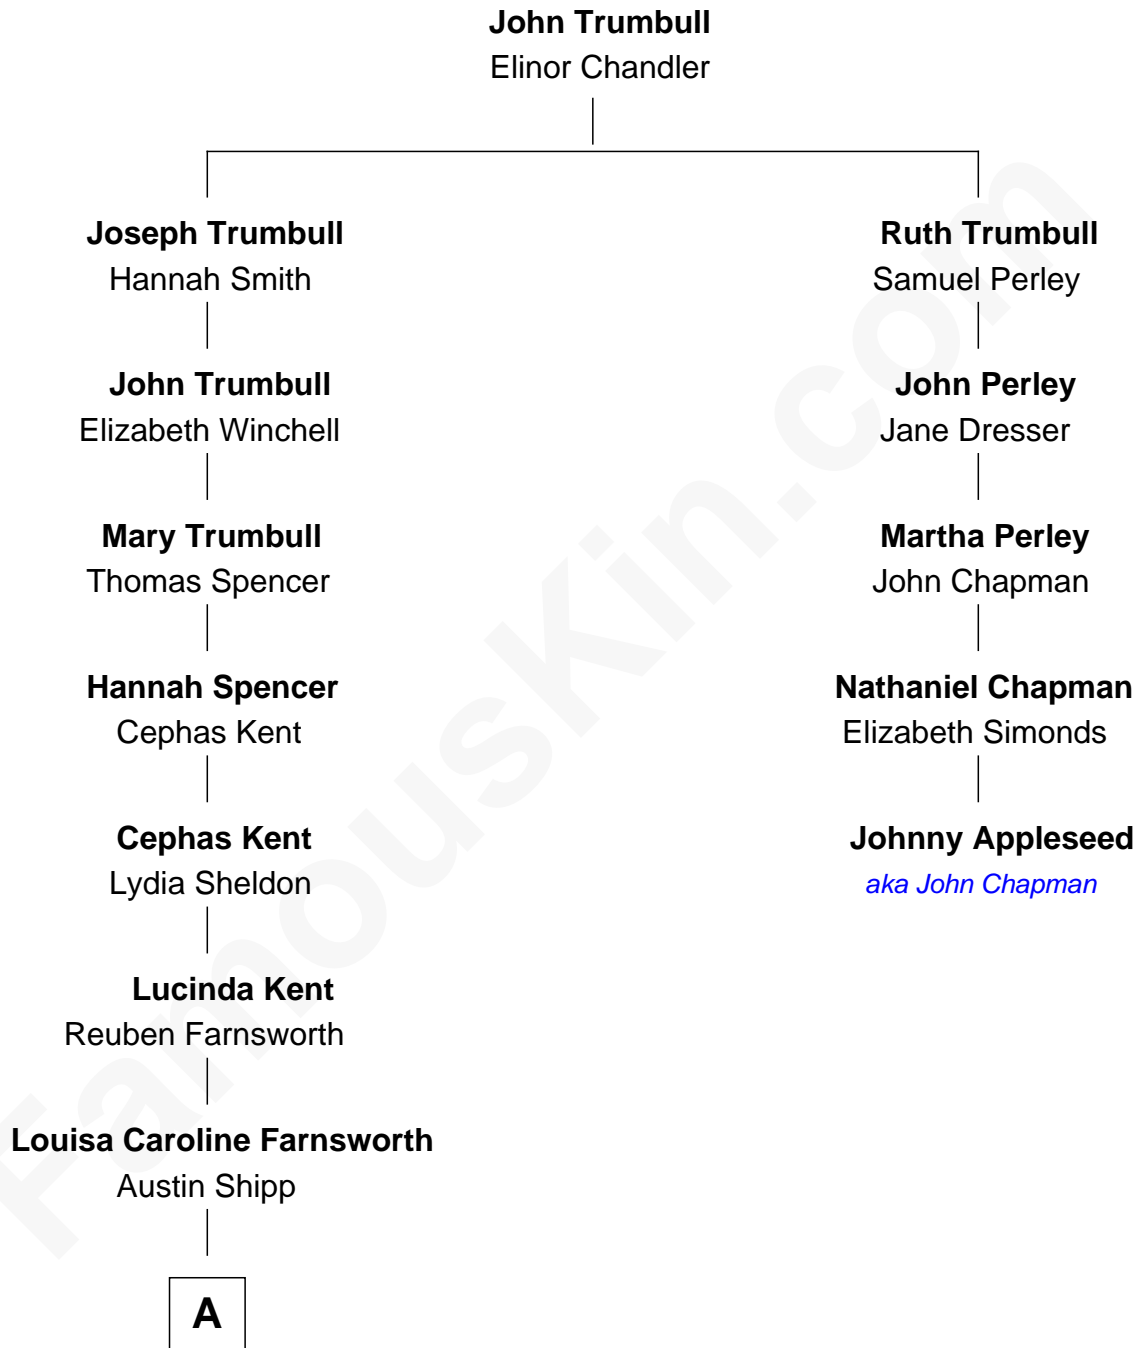 John Trumbull
Elinor Chandler
Joseph Trumbull
Hannah Smith
Ruth Trumbull
Samuel Perley
John Trumbull
Elizabeth Winchell
John Perley
Jane Dresser
Mary Trumbull
Thomas Spencer
Martha Perley
John Chapman
Hannah Spencer
Cephas Kent
Nathaniel Chapman
Elizabeth Simonds
Cephas Kent
Lydia Sheldon
Johnny Appleseed
aka John Chapman
Lucinda Kent
Reuben Farnsworth
Louisa Caroline Farnsworth
Austin Shipp
A
FamousKin.com